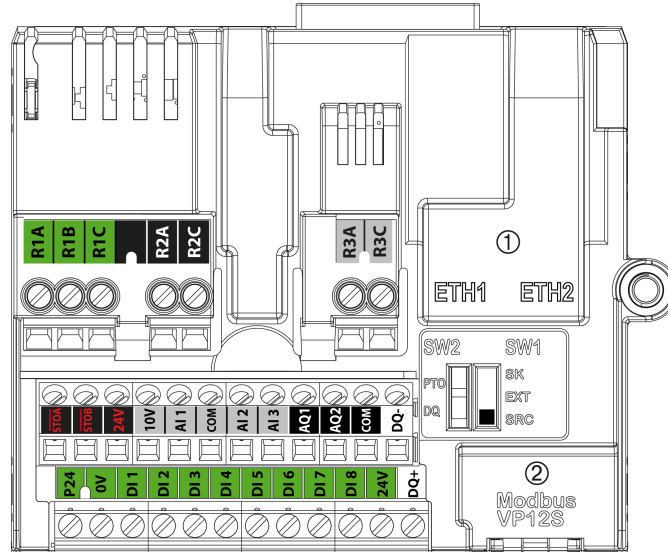 R1A R1B R1C R2A R2C R3A R3C
①
ETH1 ETH2
SW2 SW1
PTO SK
EXT
DQ SRC
STOA STOB 24V 10V AI1 COM AI2 AI3 AQ1 AQ2 COM DQ-
P24 0V DI1 DI2 DI3 DI4 DI5 DI6 DI7 DI8 24V DQ+
②
Modbus
VP12S